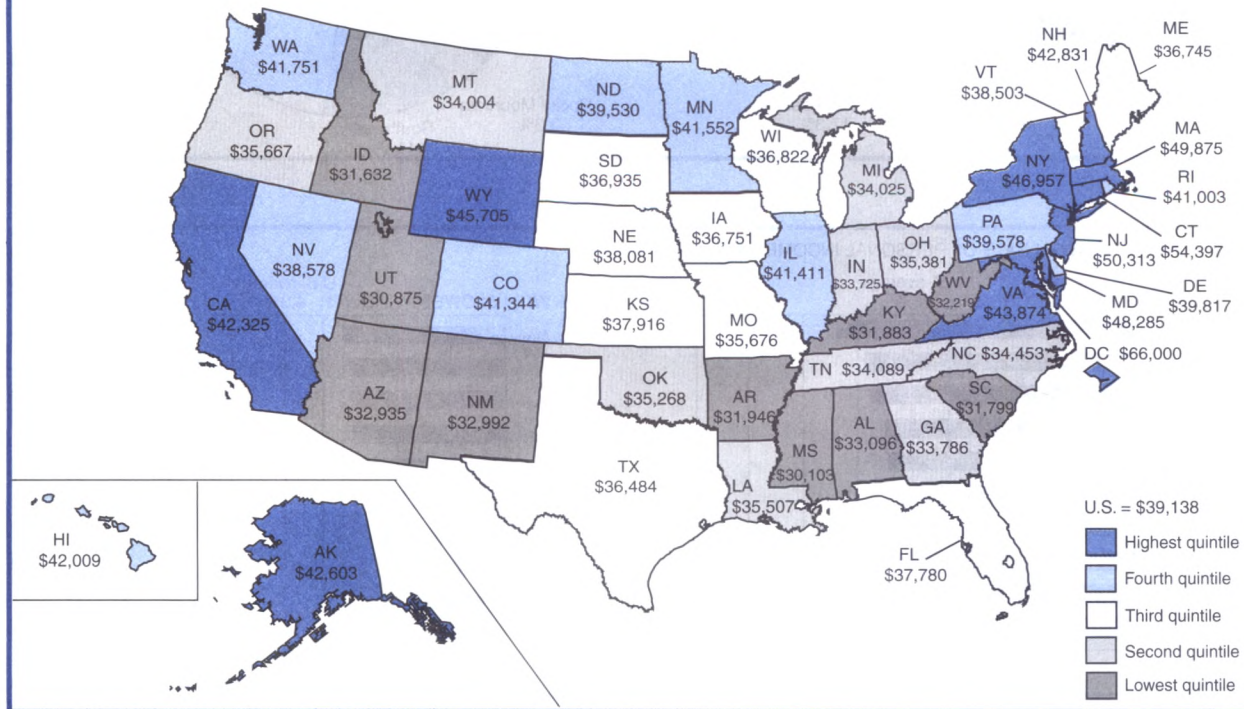 WA
$41,751
OR
$35,667
CA
$42,325
ID
$31,632
NV
$38,578
MT
$34,004
WY
$45,705
UT
$30,875
AZ
$32,935
CO
$41,344
NM
$32,992
ND
$39,530
SD
$36,935
NE
$38,081
KS
$37,916
OK
$35,268
TX
$36,484
MN
$41,552
IA
$36,751
MO
$35,676
AR
$31,946
LA
$35,507
WI
$36,822
IL
$41,411
MI
$34,025
IN
$33,725
OH
$35,381
KY
$31,883
TN $34,089
MS
$30,103
AL
$33,096
GA
$33,786
FL
$37,780
SC
$31,799
NC $34,453
WV
$32,219
VA
$43,874
PA
$39,578
NY
$46,957
VT
$38,503
NH
$42,831
ME
$36,745
MA
$49,875
RI
$41,003
CT
$54,397
NJ
$50,313
DE
$39,817
MD
$48,285
DC $66,000
HI
$42,009
AK
$42,603
U.S. = $39,138
Highest quintile
Fourth quintile
Third quintile
Second quintile
Lowest quintile